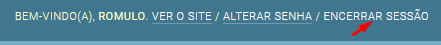 BEM-VINDO(A), ROMULO. VER O SITE / ALTERAR SENHA / ENCERRAR SESSÃO